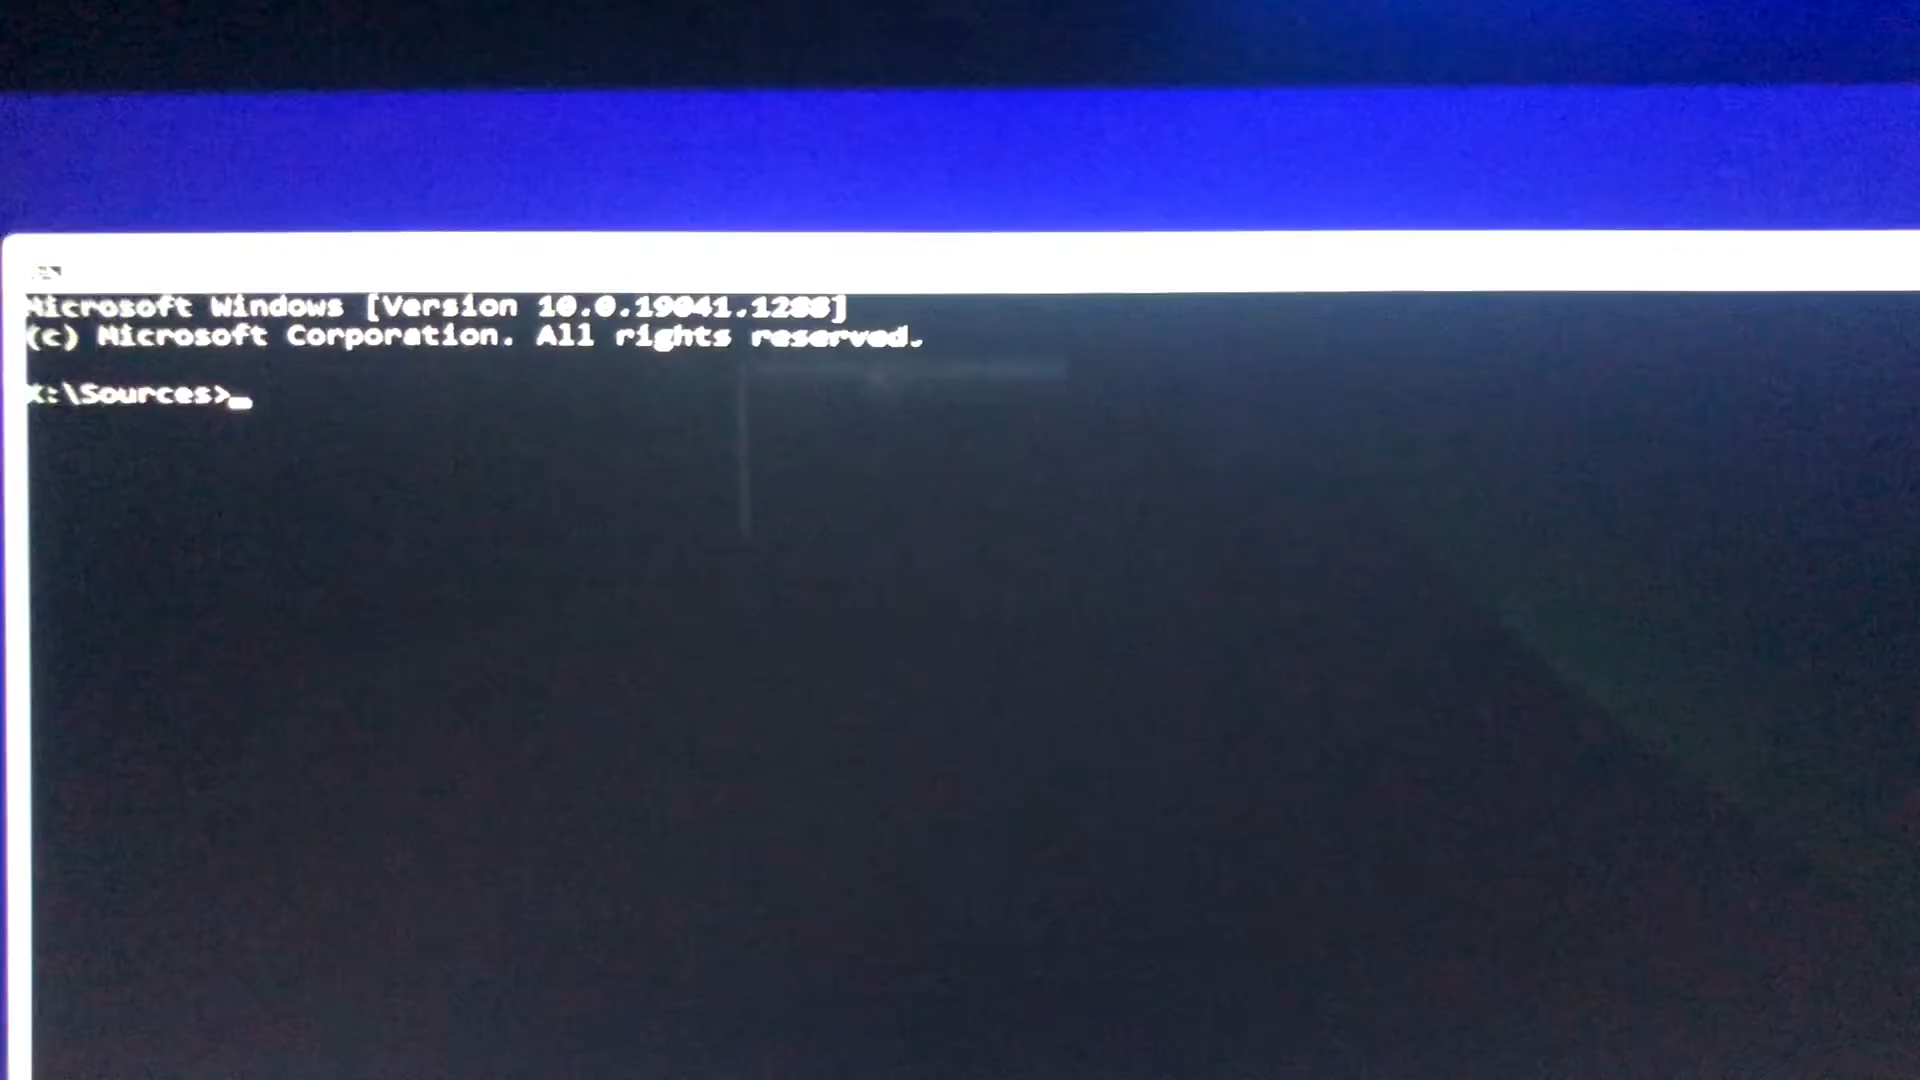 Microsoft Windows [Version 10.0.19041.1288]
(c) Microsoft Corporation. All rights reserved.
X:\Sources>_